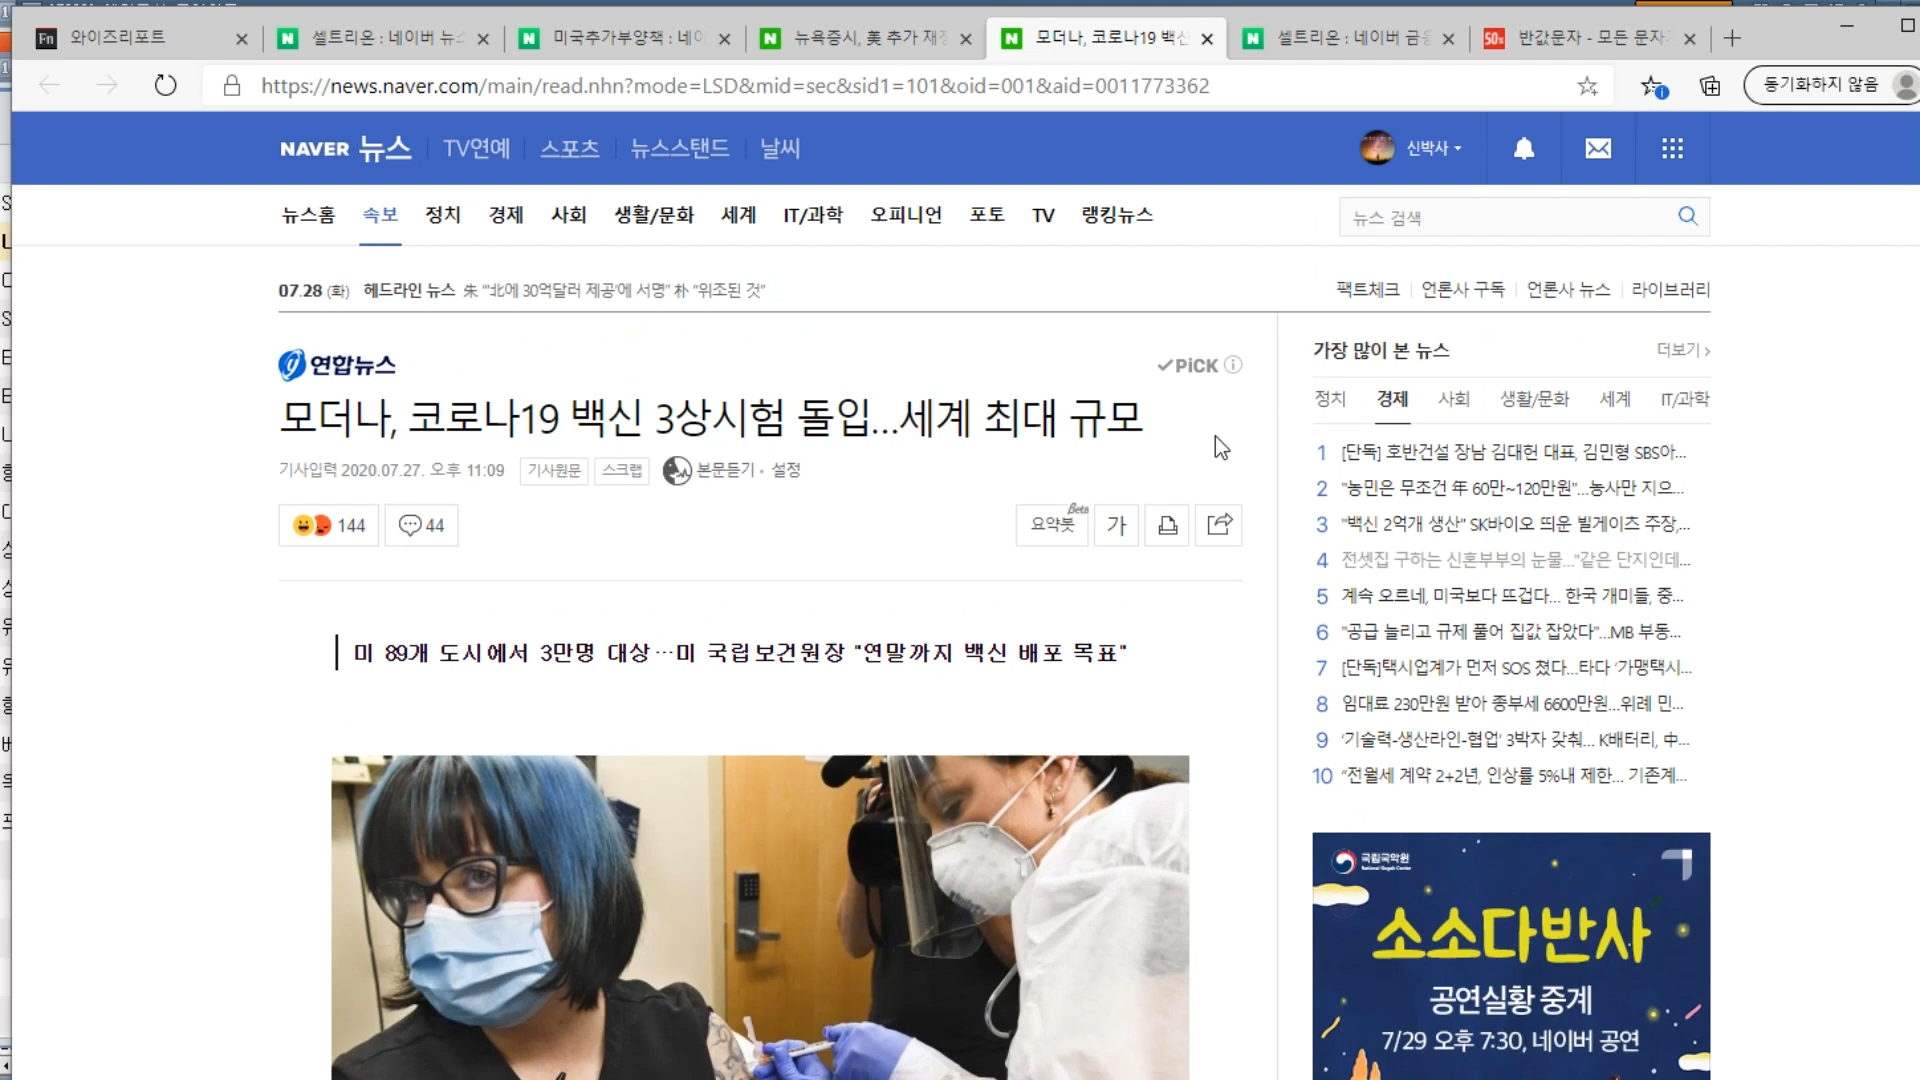 와이즈리포트
셀트리온 : 네이버 뉴스
미국추가부양책 : 네이
뉴욕증시, 美 추가 재정
모더나, 코로나19 백신
셀트리온 : 네이버 금융
50x 반값문자 - 모든 문자
https://news.naver.com/main/read.nhn?mode=LSD&mid=sec&sid1=101&oid=001&aid=0011773362
동기화하지 않음
NAVER 뉴스 TV연예 스포츠 뉴스스탠드 날씨
신박사
뉴스홈 속보 정치 경제 사회 생활/문화 세계 IT/과학 오피니언 포토 TV 랭킹뉴스
뉴스 검색
07.28 (화) 헤드라인 뉴스 朱 "'北에 30억달러 제공'에 서명" 朴 "위조된 것"
팩트체크 언론사 구독 언론사 뉴스 라이브러리
연합뉴스
PiCK
모더나, 코로나19 백신 3상시험 돌입...세계 최대 규모
기사입력 2020.07.27. 오후 11:09 기사원문 스크랩 본문듣기 · 설정
144 44
요약봇 Beta 가
미 89개 도시에서 3만명 대상…미 국립보건원장 "연말까지 백신 배포 목표"
가장 많이 본 뉴스 더보기
정치 경제 사회 생활/문화 세계 IT/과학
1 [단독] 호반건설 장남 김대헌 대표, 김민형 SBS아...
2 "농민은 무조건 年 60만~120만원"...농사만 지으...
3 "백신 2억개 생산" SK바이오 띄운 빌게이츠 주장,...
4 전셋집 구하는 신혼부부의 눈물..."같은 단지인데...
5 계속 오르네, 미국보다 뜨겁다... 한국 개미들, 중...
6 "공급 늘리고 규제 풀어 집값 잡았다"...MB 부동...
7 [단독]택시업계가 먼저 SOS 쳤다...타다 '가맹택시...
8 임대료 230만원 받아 종부세 6600만원...위례 민...
9 '기술력-생산라인-협업' 3박자 갖춰... K배터리, 中...
10 "전월세 계약 2+2년, 인상률 5%내 제한... 기존계...
국립국악원
National Gugak Center
소소다반사
공연실황 중계
7/29 오후 7:30, 네이버 공연